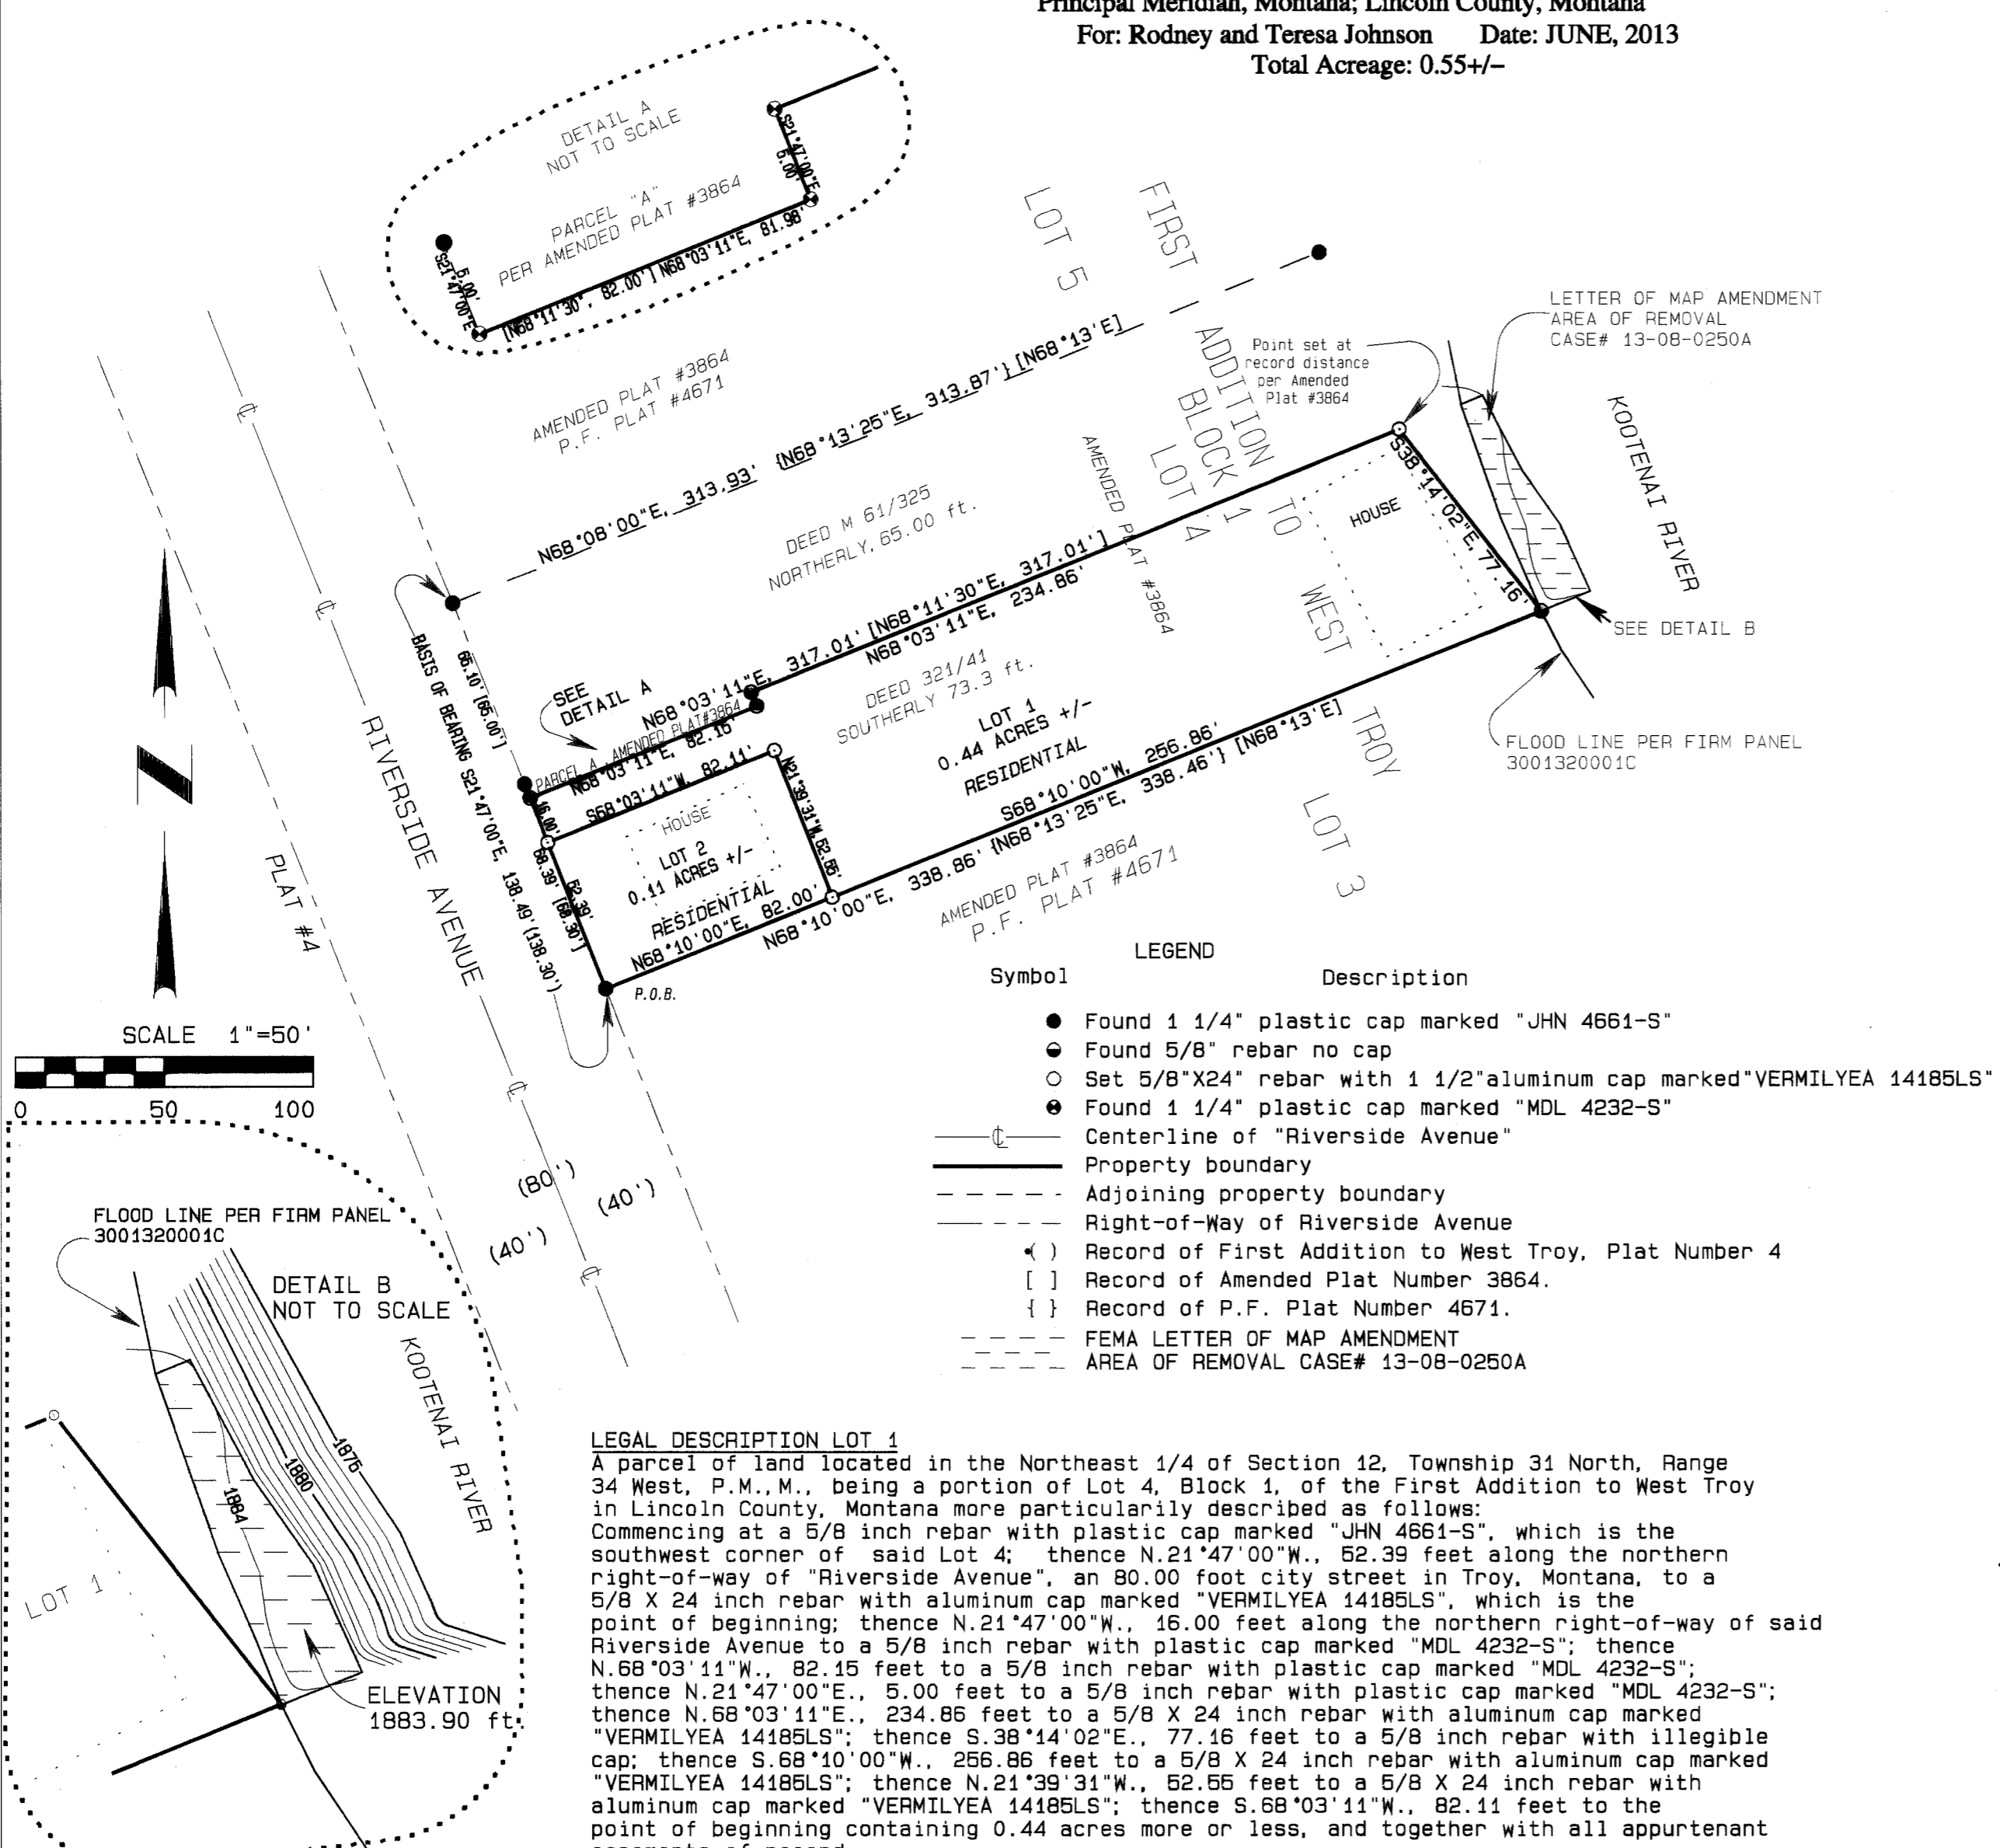 Principal Meridian, Montana; Lincoln County, Montana
For: Rodney and Teresa Johnson Date: JUNE, 2013
Total Acreage: 0.55+/-
DETAIL A
NOT TO SCALE
PARCEL "A"
PER AMENDED PLAT #3864
S21°47'00"E
5.00'
S21°47'00"E
5.00'
[N68°11'30", 82.00'] N68°03'11"E, 81.98'
AMENDED PLAT #3864
P.F. PLAT #4671
LOT 5
FIRST
ADDITION
TO
WEST
TROY
BLOCK 1
LOT 4
LOT 3
LETTER OF MAP AMENDMENT
AREA OF REMOVAL
CASE# 13-08-0250A
Point set at
record distance
per Amended
Plat #3864
KOOTENAI RIVER
N68°08'00"E, 313.93' {N68°13'25"E, 313.87'} [N68°13'E]
DEED M 61/325
NORTHERLY, 65.00 ft.
AMENDED PLAT #3864
HOUSE
S38°14'02"E, 77.16'
SEE DETAIL B
FLOOD LINE PER FIRM PANEL
3001320001C
BASIS OF BEARING S21°47'00"E, 138.49'(138.30')
65.10' [65.00']
SEE
DETAIL A
N68°03'11"E, 317.01' [N68°11'30"E, 317.01']
N68°03'11"E, 234.86'
PARCEL A AMENDED PLAT#3864
N68°03'11"E, 82.15'
S68°03'11"W, 82.11'
DEED 321/41
SOUTHERLY 73.3 ft.
LOT 1
0.44 ACRES +/-
RESIDENTIAL
S68°10'00"W, 256.86'
N68°10'00"E, 338.86' {N68°13'25"E, 338.46'} [N68°13'E]
16.00'
68.39' [68.30']
52.39'
HOUSE
LOT 2
0.11 ACRES +/-
RESIDENTIAL
N68°10'00"E, 82.00'
N21°39'31"W, 52.55'
P.O.B.
AMENDED PLAT #3864
P.F. PLAT #4671
RIVERSIDE AVENUE
PLAT #4
(80')
(40')
(40')
SCALE 1"=50'
0 50 100
LEGEND
Symbol Description
Found 1 1/4" plastic cap marked "JHN 4661-S"
Found 5/8" rebar no cap
Set 5/8"X24" rebar with 1 1/2"aluminum cap marked"VERMILYEA 14185LS"
Found 1 1/4" plastic cap marked "MDL 4232-S"
Centerline of "Riverside Avenue"
Property boundary
Adjoining property boundary
Right-of-Way of Riverside Avenue
( ) Record of First Addition to West Troy, Plat Number 4
[ ] Record of Amended Plat Number 3864.
{ } Record of P.F. Plat Number 4671.
FEMA LETTER OF MAP AMENDMENT
AREA OF REMOVAL CASE# 13-08-0250A
FLOOD LINE PER FIRM PANEL
3001320001C
DETAIL B
NOT TO SCALE
KOOTENAI RIVER
1875
1880
1884
LOT 1
ELEVATION
1883.90 ft.
LEGAL DESCRIPTION LOT 1
A parcel of land located in the Northeast 1/4 of Section 12, Township 31 North, Range
34 West, P.M.,M., being a portion of Lot 4, Block 1, of the First Addition to West Troy
in Lincoln County, Montana more particularily described as follows:
Commencing at a 5/8 inch rebar with plastic cap marked "JHN 4661-S", which is the
southwest corner of said Lot 4; thence N.21°47'00"W., 52.39 feet along the northern
right-of-way of "Riverside Avenue", an 80.00 foot city street in Troy, Montana, to a
5/8 X 24 inch rebar with aluminum cap marked "VERMILYEA 14185LS", which is the
point of beginning; thence N.21°47'00"W., 16.00 feet along the northern right-of-way of said
Riverside Avenue to a 5/8 inch rebar with plastic cap marked "MDL 4232-S"; thence
N.68°03'11"W., 82.15 feet to a 5/8 inch rebar with plastic cap marked "MDL 4232-S";
thence N.21°47'00"E., 5.00 feet to a 5/8 inch rebar with plastic cap marked "MDL 4232-S";
thence N.68°03'11"E., 234.86 feet to a 5/8 X 24 inch rebar with aluminum cap marked
"VERMILYEA 14185LS"; thence S.38°14'02"E., 77.16 feet to a 5/8 inch rebar with illegible
cap; thence S.68°10'00"W., 256.86 feet to a 5/8 X 24 inch rebar with aluminum cap marked
"VERMILYEA 14185LS"; thence N.21°39'31"W., 52.55 feet to a 5/8 X 24 inch rebar with
aluminum cap marked "VERMILYEA 14185LS"; thence S.68°03'11"W., 82.11 feet to the
point of beginning containing 0.44 acres more or less, and together with all appurtenant